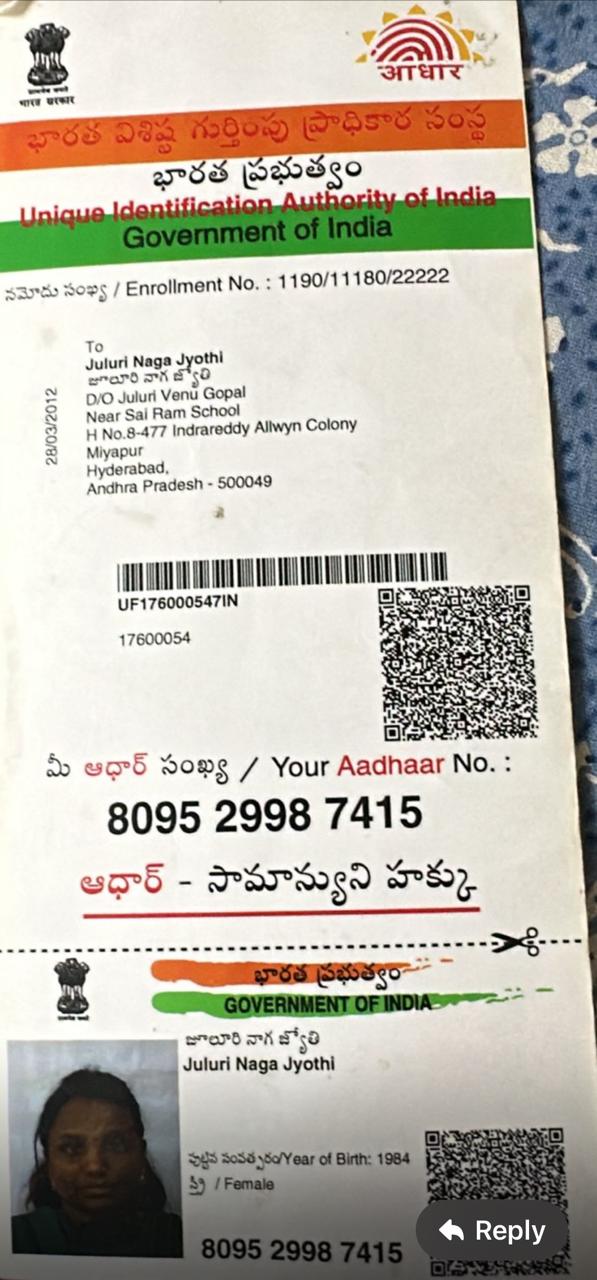 आधार
भारत सरकार
భారత విశిష్ట గుర్తింపు ప్రాధికార సంస్థ
భారత ప్రభుత్వం
Unique Identification Authority of India
Government of India
నమోదు సంఖ్య / Enrollment No. : 1190/11180/22222
28/03/2012
To
Juluri Naga Jyothi
జూలూరి నాగ జ్యోతి
D/O Juluri Venu Gopal
Near Sai Ram School
H No.8-477 Indrareddy Allwyn Colony
Miyapur
Hyderabad,
Andhra Pradesh - 500049
UF176000547IN
17600054
మీ ఆధార్ సంఖ్య / Your Aadhaar No. :
8095 2998 7415
ఆధార్ - సామాన్యుని హక్కు
భారత ప్రభుత్వం
GOVERNMENT OF INDIA
జూలూరి నాగ జ్యోతి
Juluri Naga Jyothi
పుట్టిన సంవత్సరం/Year of Birth: 1984
స్త్రీ / Female
8095 2998 7415
Reply